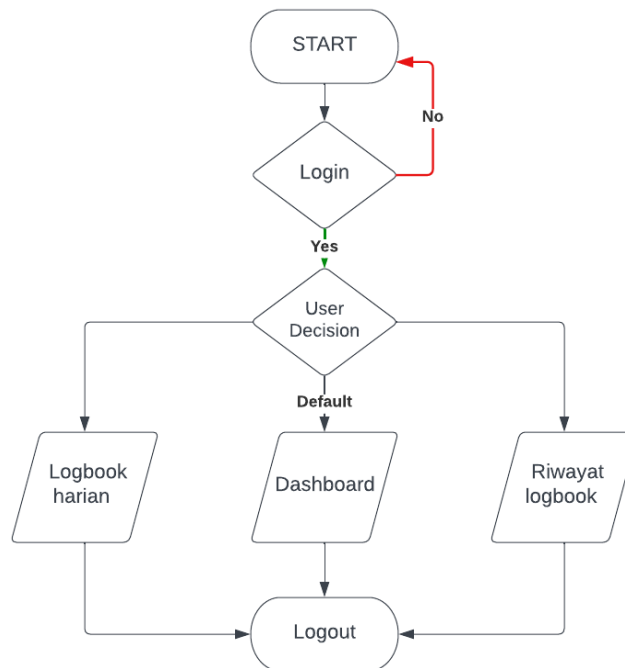 START
No
Login
Yes
User
Decision
Default
Logbook
harian
Dashboard
Riwayat
logbook
Logout